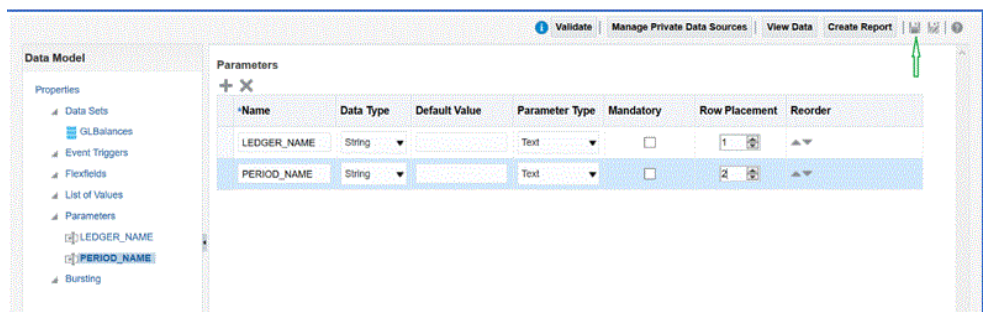 Validate Manage Private Data Sources View Data Create Report
Data Model
Parameters
Properties
*Name Data Type Default Value Parameter Type Mandatory Row Placement Reorder
Data Sets
GLBalances
LEDGER_NAME String Text 1
Event Triggers
PERIOD_NAME String Text 2
Flexfields
List of Values
Parameters
LEDGER_NAME
PERIOD_NAME
Bursting